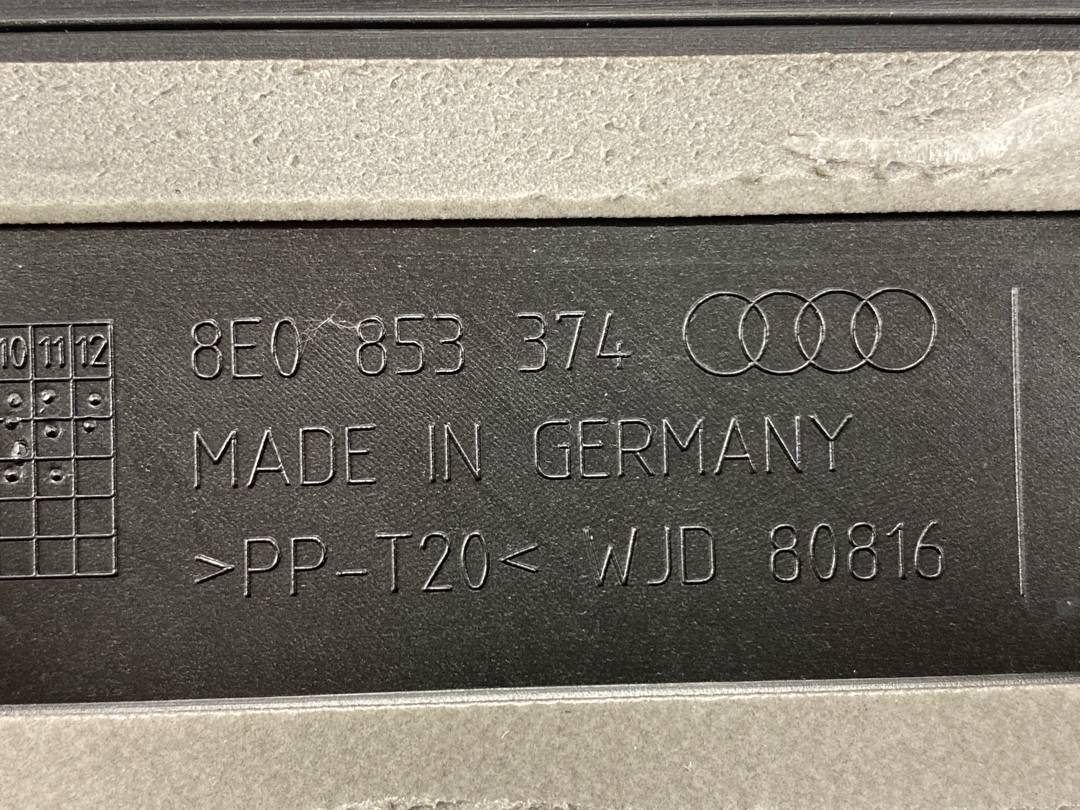 10 11 12
8E0 853 374
MADE IN GERMANY
>PP-T20< WJD 80816